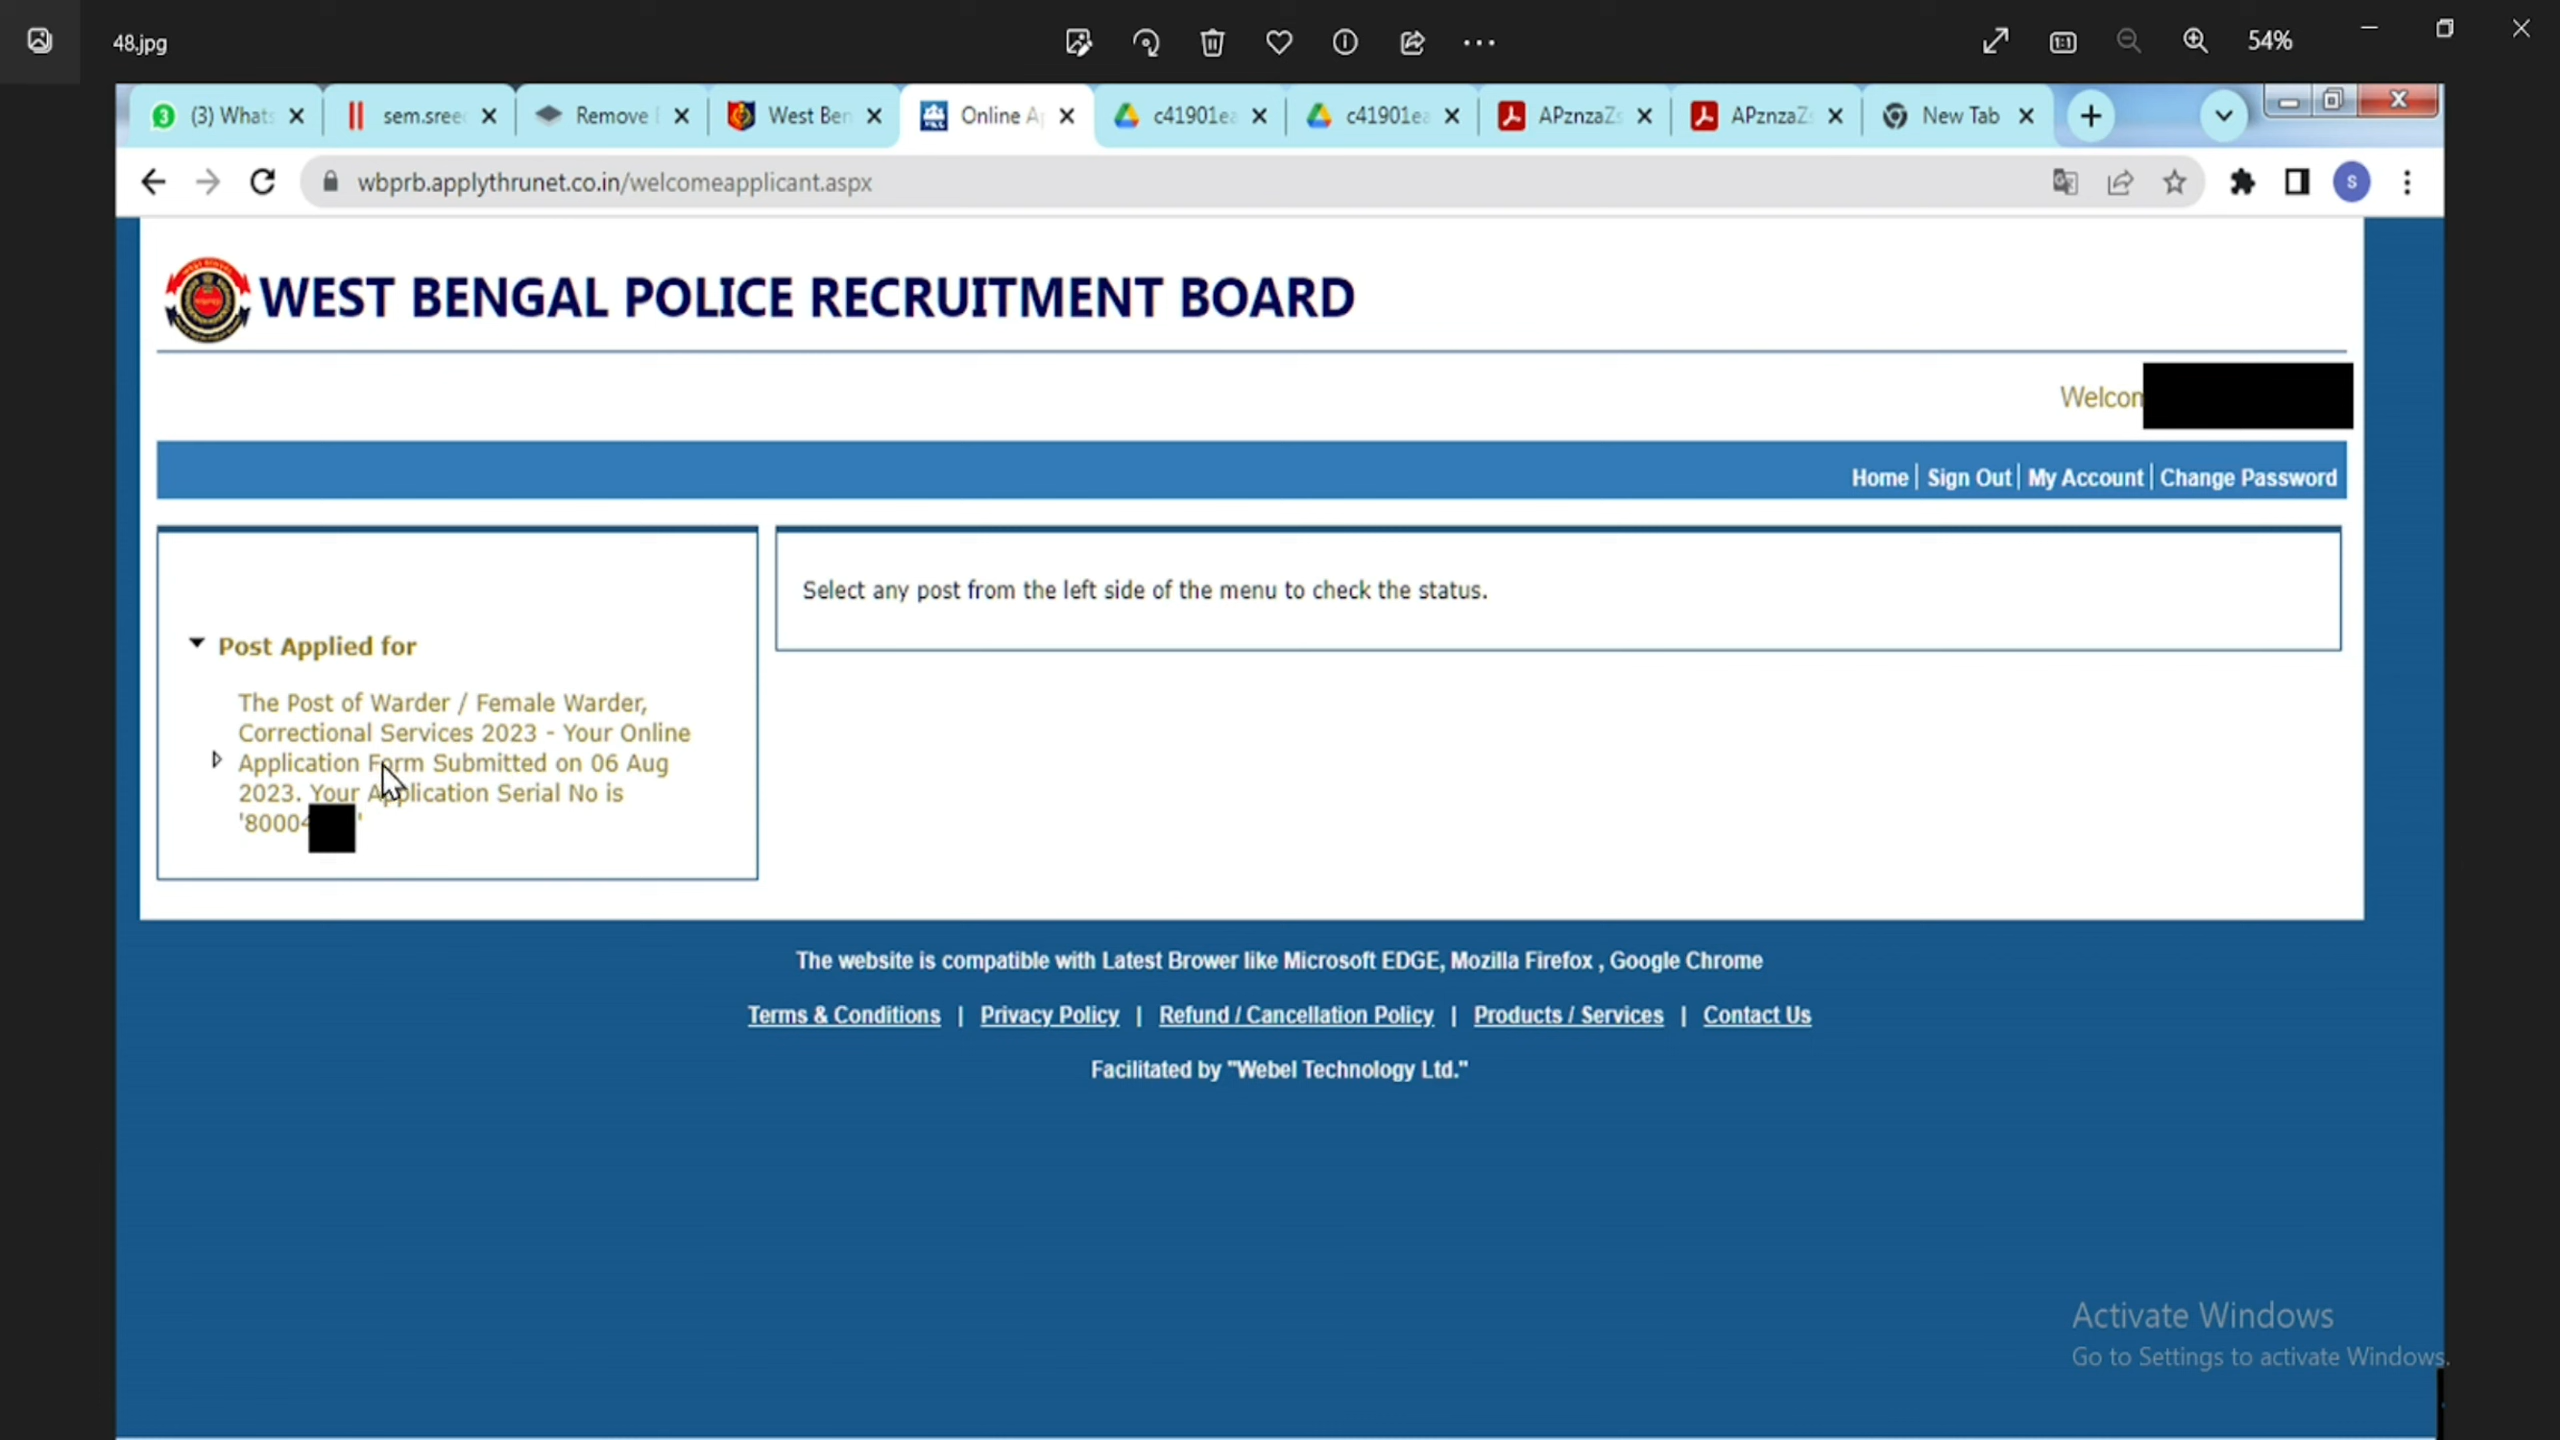 48.jpg
54%
(3) What
sem.sree
Remove
West Ben
Online A
c41901ea
c41901ea
APznzaZ
APznzaZ
New Tab
wbprb.applythrunet.co.in/welcomeapplicant.aspx
S
WEST BENGAL POLICE RECRUITMENT BOARD
Welcom
Home | Sign Out | My Account | Change Password
Select any post from the left side of the menu to check the status.
Post Applied for
The Post of Warder / Female Warder,
Correctional Services 2023 - Your Online
Application Form Submitted on 06 Aug
2023. Your Application Serial No is
'80004 '
The website is compatible with Latest Brower like Microsoft EDGE, Mozilla Firefox , Google Chrome
Terms & Conditions | Privacy Policy | Refund / Cancellation Policy | Products / Services | Contact Us
Facilitated by "Webel Technology Ltd."
Activate Windows
Go to Settings to activate Windows.